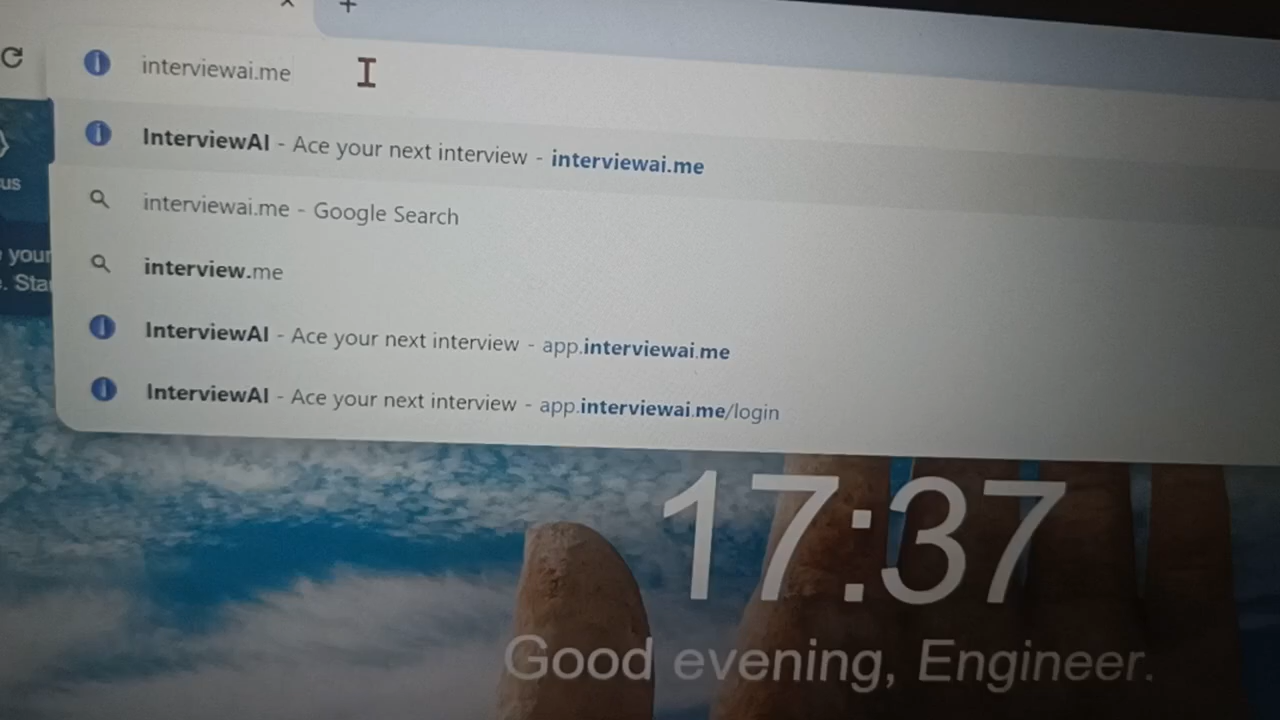 interviewai.me
InterviewAI - Ace your next interview - interviewai.me
us
interviewai.me - Google Search
your
interview.me
. Sta
InterviewAI - Ace your next interview - app.interviewai.me
InterviewAI - Ace your next interview - app.interviewai.me/login
17:37
Good evening, Engineer.